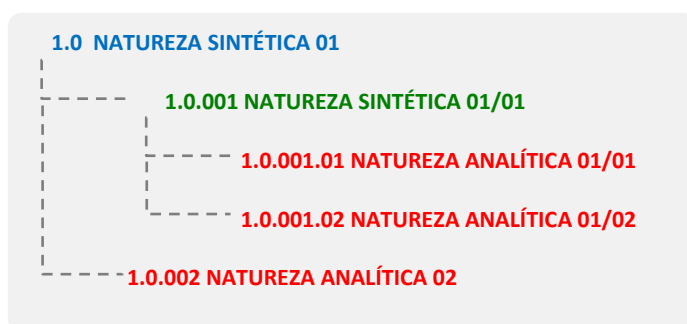 1.0 NATUREZA SINTÉTICA 01
1.0.001 NATUREZA SINTÉTICA 01/01
1.0.001.01 NATUREZA ANALÍTICA 01/01
1.0.001.02 NATUREZA ANALÍTICA 01/02
1.0.002 NATUREZA ANALÍTICA 02